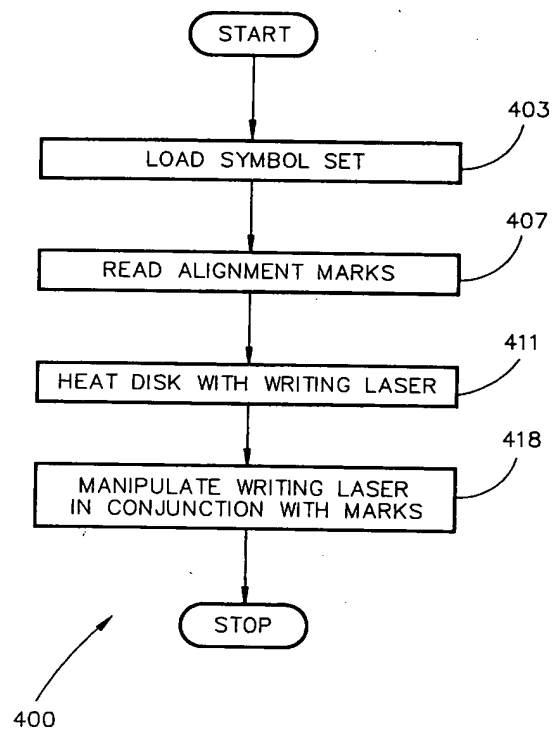 START
403
LOAD SYMBOL SET
407
READ ALIGNMENT MARKS
411
HEAT DISK WITH WRITING LASER
418
MANIPULATE WRITING LASER
IN CONJUNCTION WITH MARKS
STOP
400